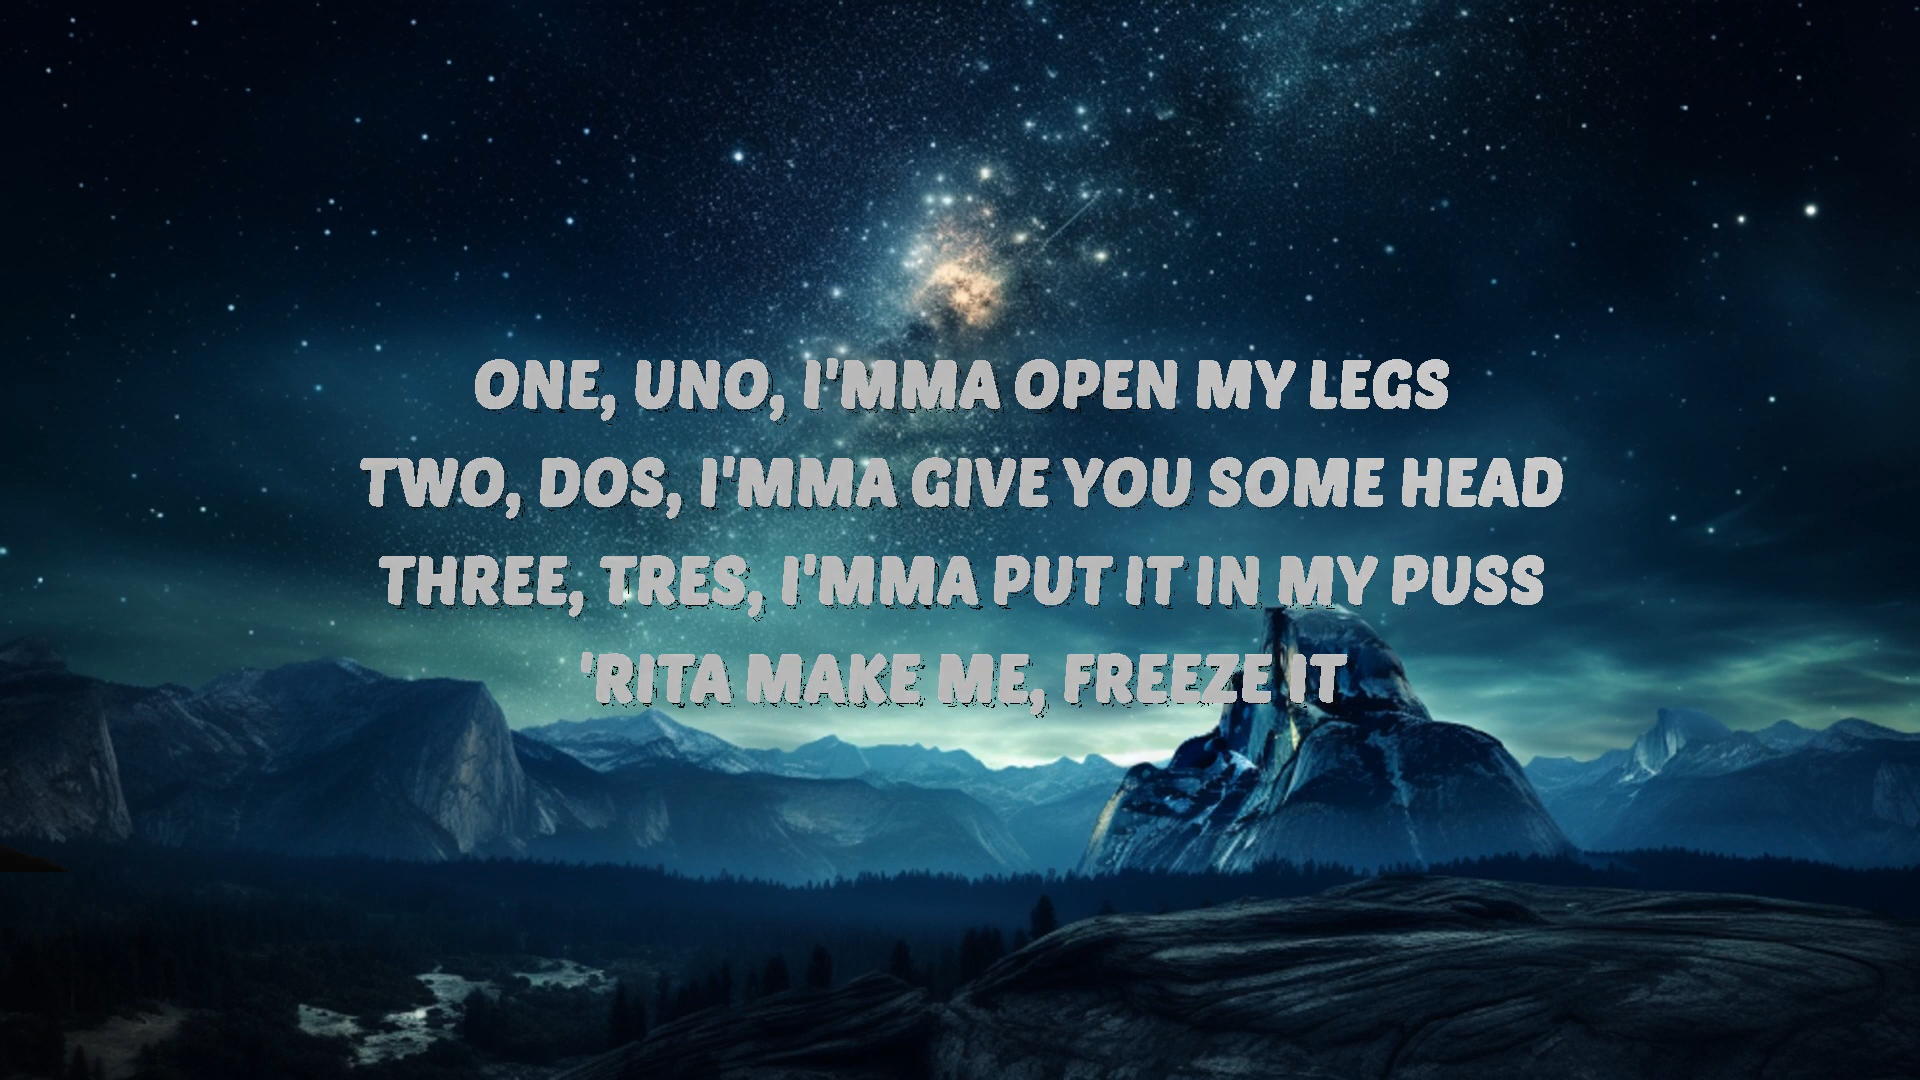 ONE, UNO, I'MMA OPEN MY LEGS
TWO, DOS, I'MMA GIVE YOU SOME HEAD
THREE, TRES, I'MMA PUT IT IN MY PUSS
'RITA MAKE ME, FREEZE IT